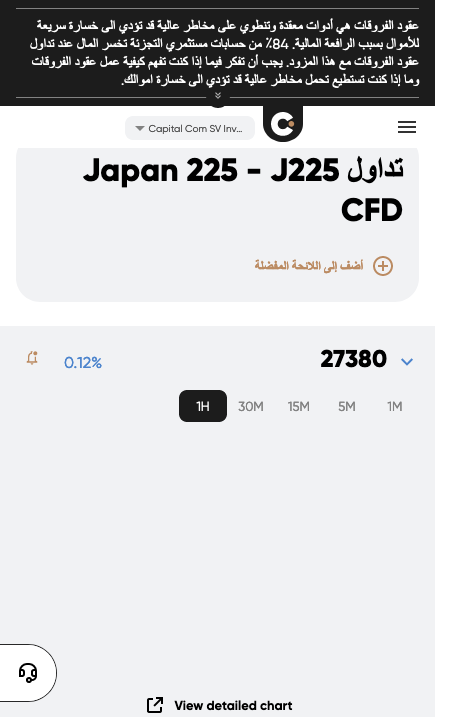 عقود الفروقات هي أدوات معقدة وتنطوي على مخاطر عالية قد تؤدي الى خسارة سريعة
للأموال بسبب الرافعة المالية. 84٪ من حسابات مستثمري التجزئة تخسر المال عند تداول
عقود الفروقات مع هذا المزود. يجب أن تفكر فيما إذا كنت تفهم كيفية عمل عقود الفروقات
وما إذا كنت تستطيع تحمل مخاطر عالية قد تؤدي الى خسارة اموالك.
Capital Com SV Inv...
تداول Japan 225 - J225
CFD
أضف إلى اللائحة المفضلة
27380
0.12%
1H 30M 15M 5M 1M
View detailed chart